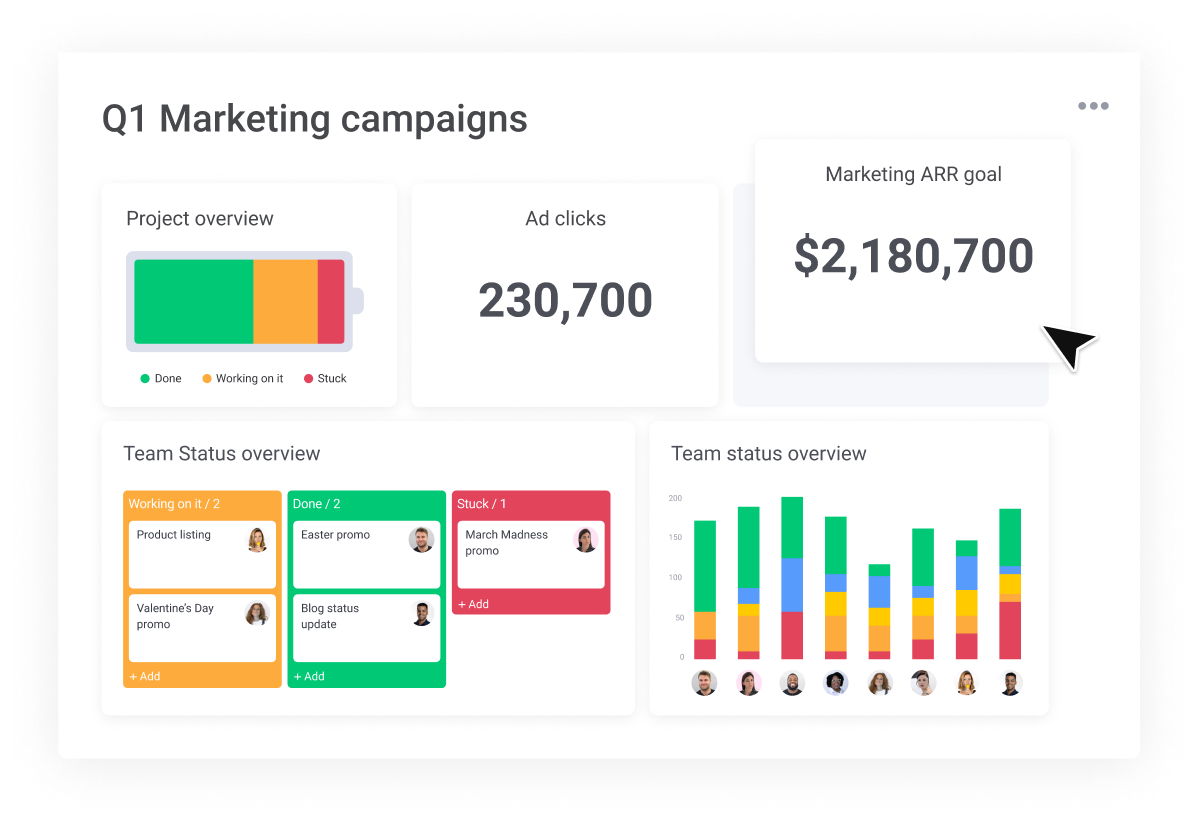 Q1 Marketing campaigns
Project overview
Done
Working on it
Stuck
Ad clicks
230,700
Marketing ARR goal
$2,180,700
Team Status overview
Working on it / 2
Product listing
Valentine’s Day
promo
+ Add
Done / 2
Easter promo
Blog status
update
+ Add
Stuck / 1
March Madness
promo
+ Add
Team status overview
200
150
100
50
0